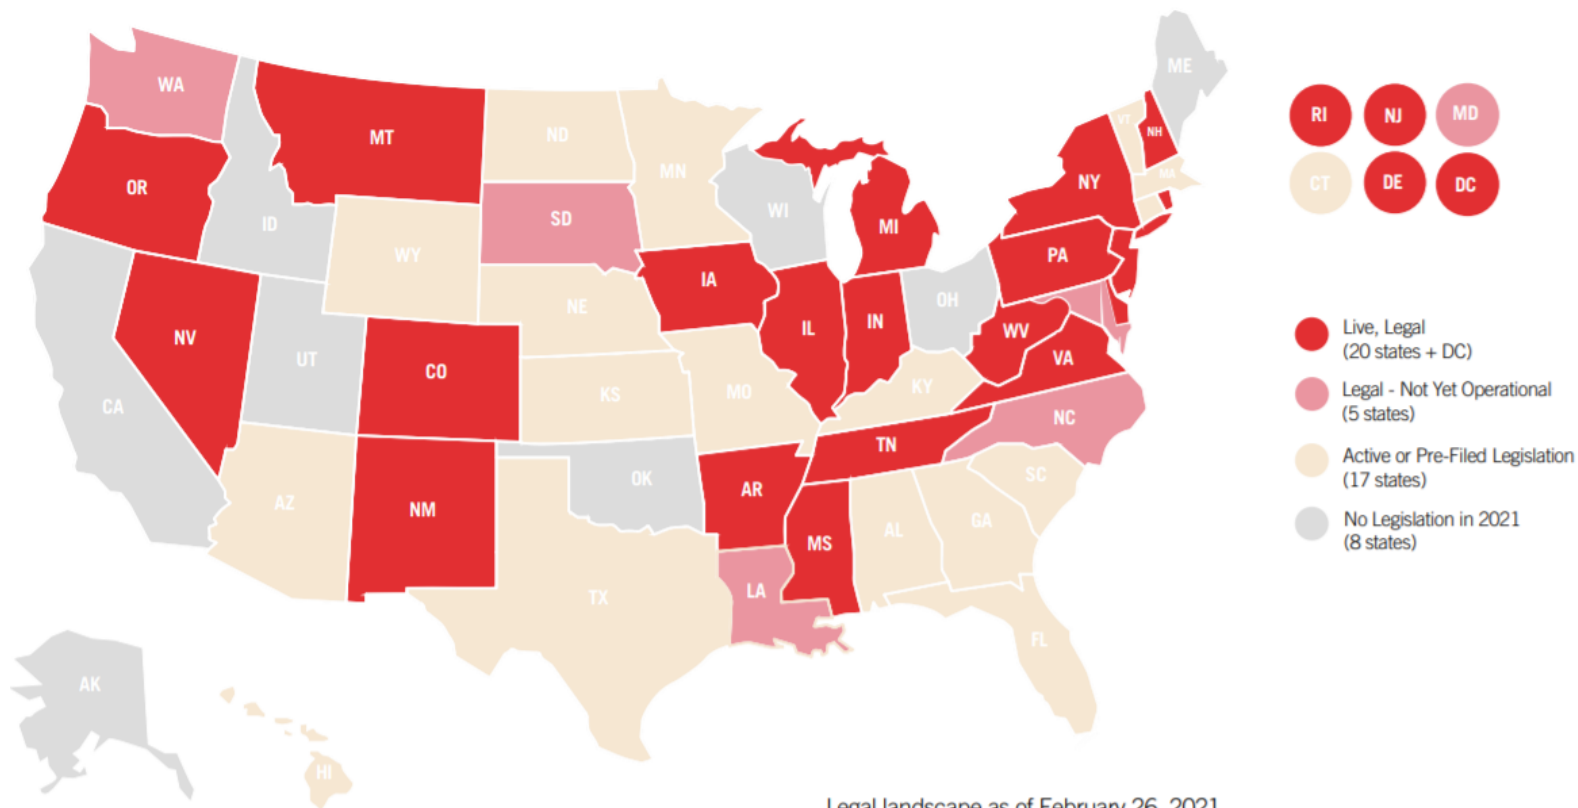 WA
MT
ND
MN
ME
VT
NH
RI
NJ
MD
OR
ID
SD
WI
MI
NY
MA
CT
DE
DC
WY
IA
PA
NV
UT
CO
NE
IL
IN
OH
WV
VA
Live, Legal
(20 states + DC)
CA
KS
MO
KY
NC
Legal - Not Yet Operational
(5 states)
AZ
NM
OK
AR
TN
SC
Active or Pre-Filed Legislation
(17 states)
TX
LA
MS
AL
GA
No Legislation in 2021
(8 states)
FL
AK
HI
Legal landscape as of February 26, 2021